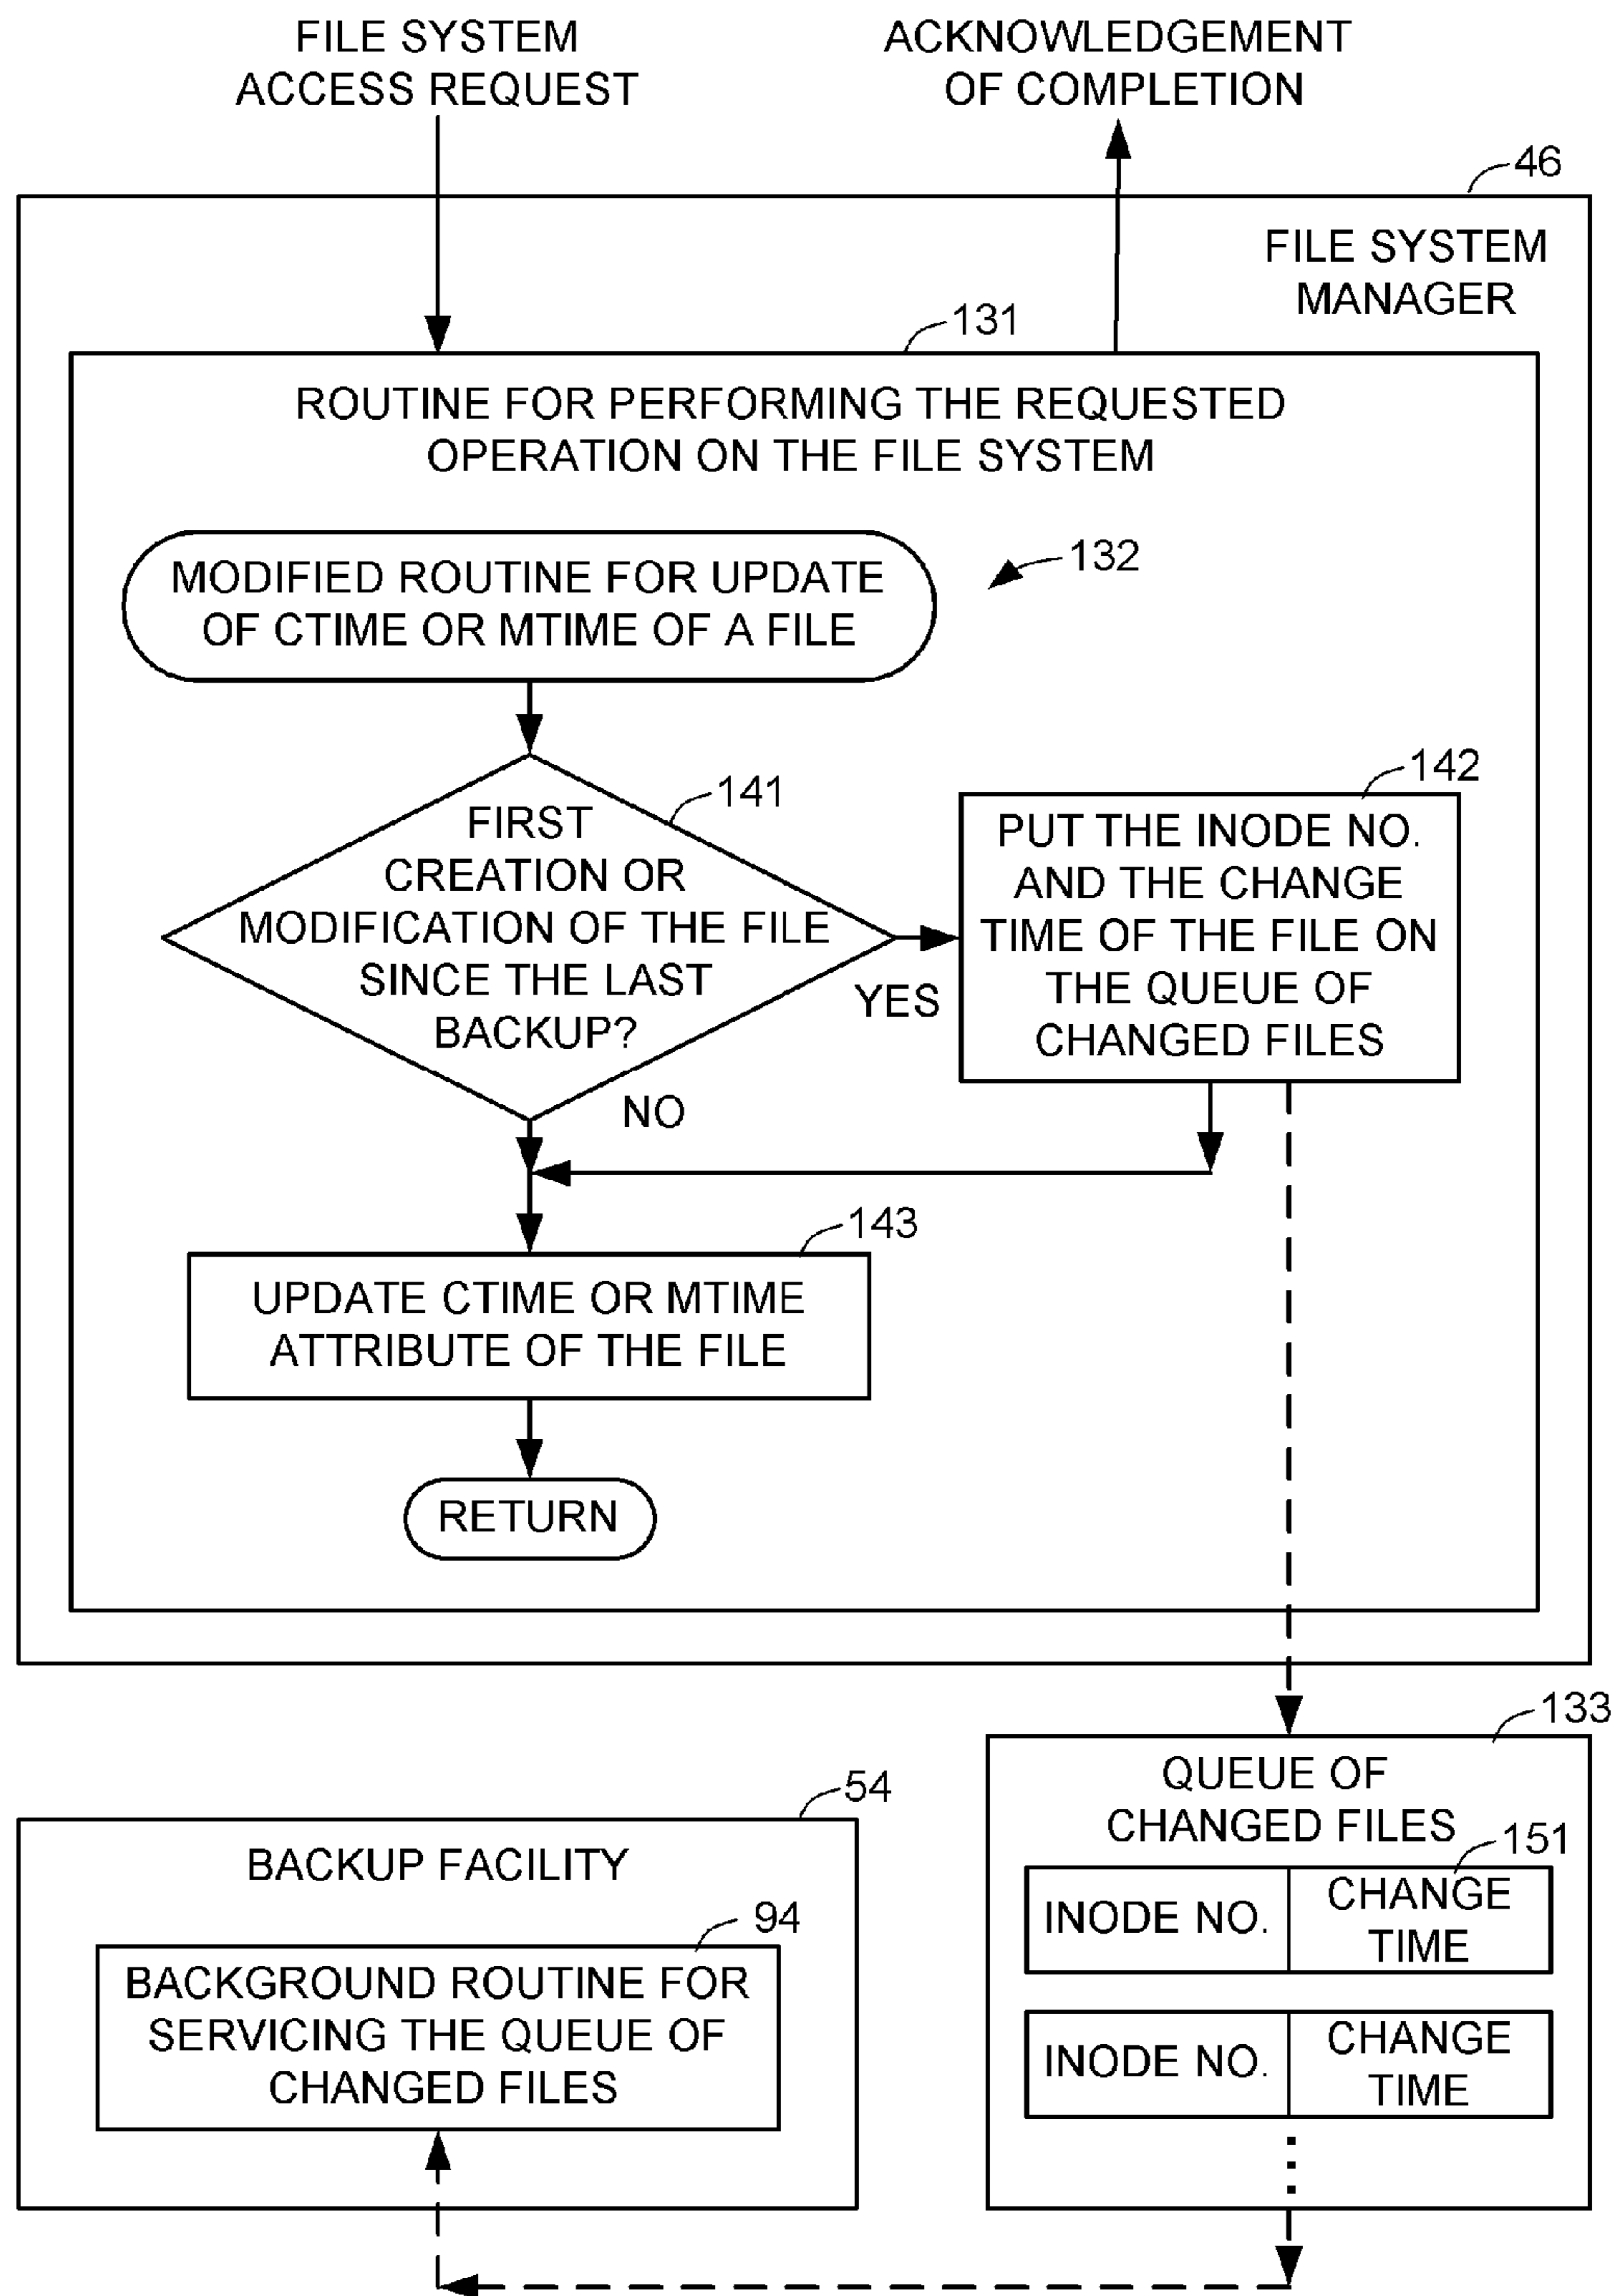 FILE SYSTEM
ACCESS REQUEST
ACKNOWLEDGEMENT
OF COMPLETION
46
FILE SYSTEM
MANAGER
131
ROUTINE FOR PERFORMING THE REQUESTED
OPERATION ON THE FILE SYSTEM
MODIFIED ROUTINE FOR UPDATE
OF CTIME OR MTIME OF A FILE
132
141
FIRST
CREATION OR
MODIFICATION OF THE FILE
SINCE THE LAST
BACKUP?
YES
NO
142
PUT THE INODE NO.
AND THE CHANGE
TIME OF THE FILE ON
THE QUEUE OF
CHANGED FILES
143
UPDATE CTIME OR MTIME
ATTRIBUTE OF THE FILE
RETURN
133
QUEUE OF
CHANGED FILES
151
INODE NO.
CHANGE
TIME
INODE NO.
CHANGE
TIME
54
BACKUP FACILITY
94
BACKGROUND ROUTINE FOR
SERVICING THE QUEUE OF
CHANGED FILES